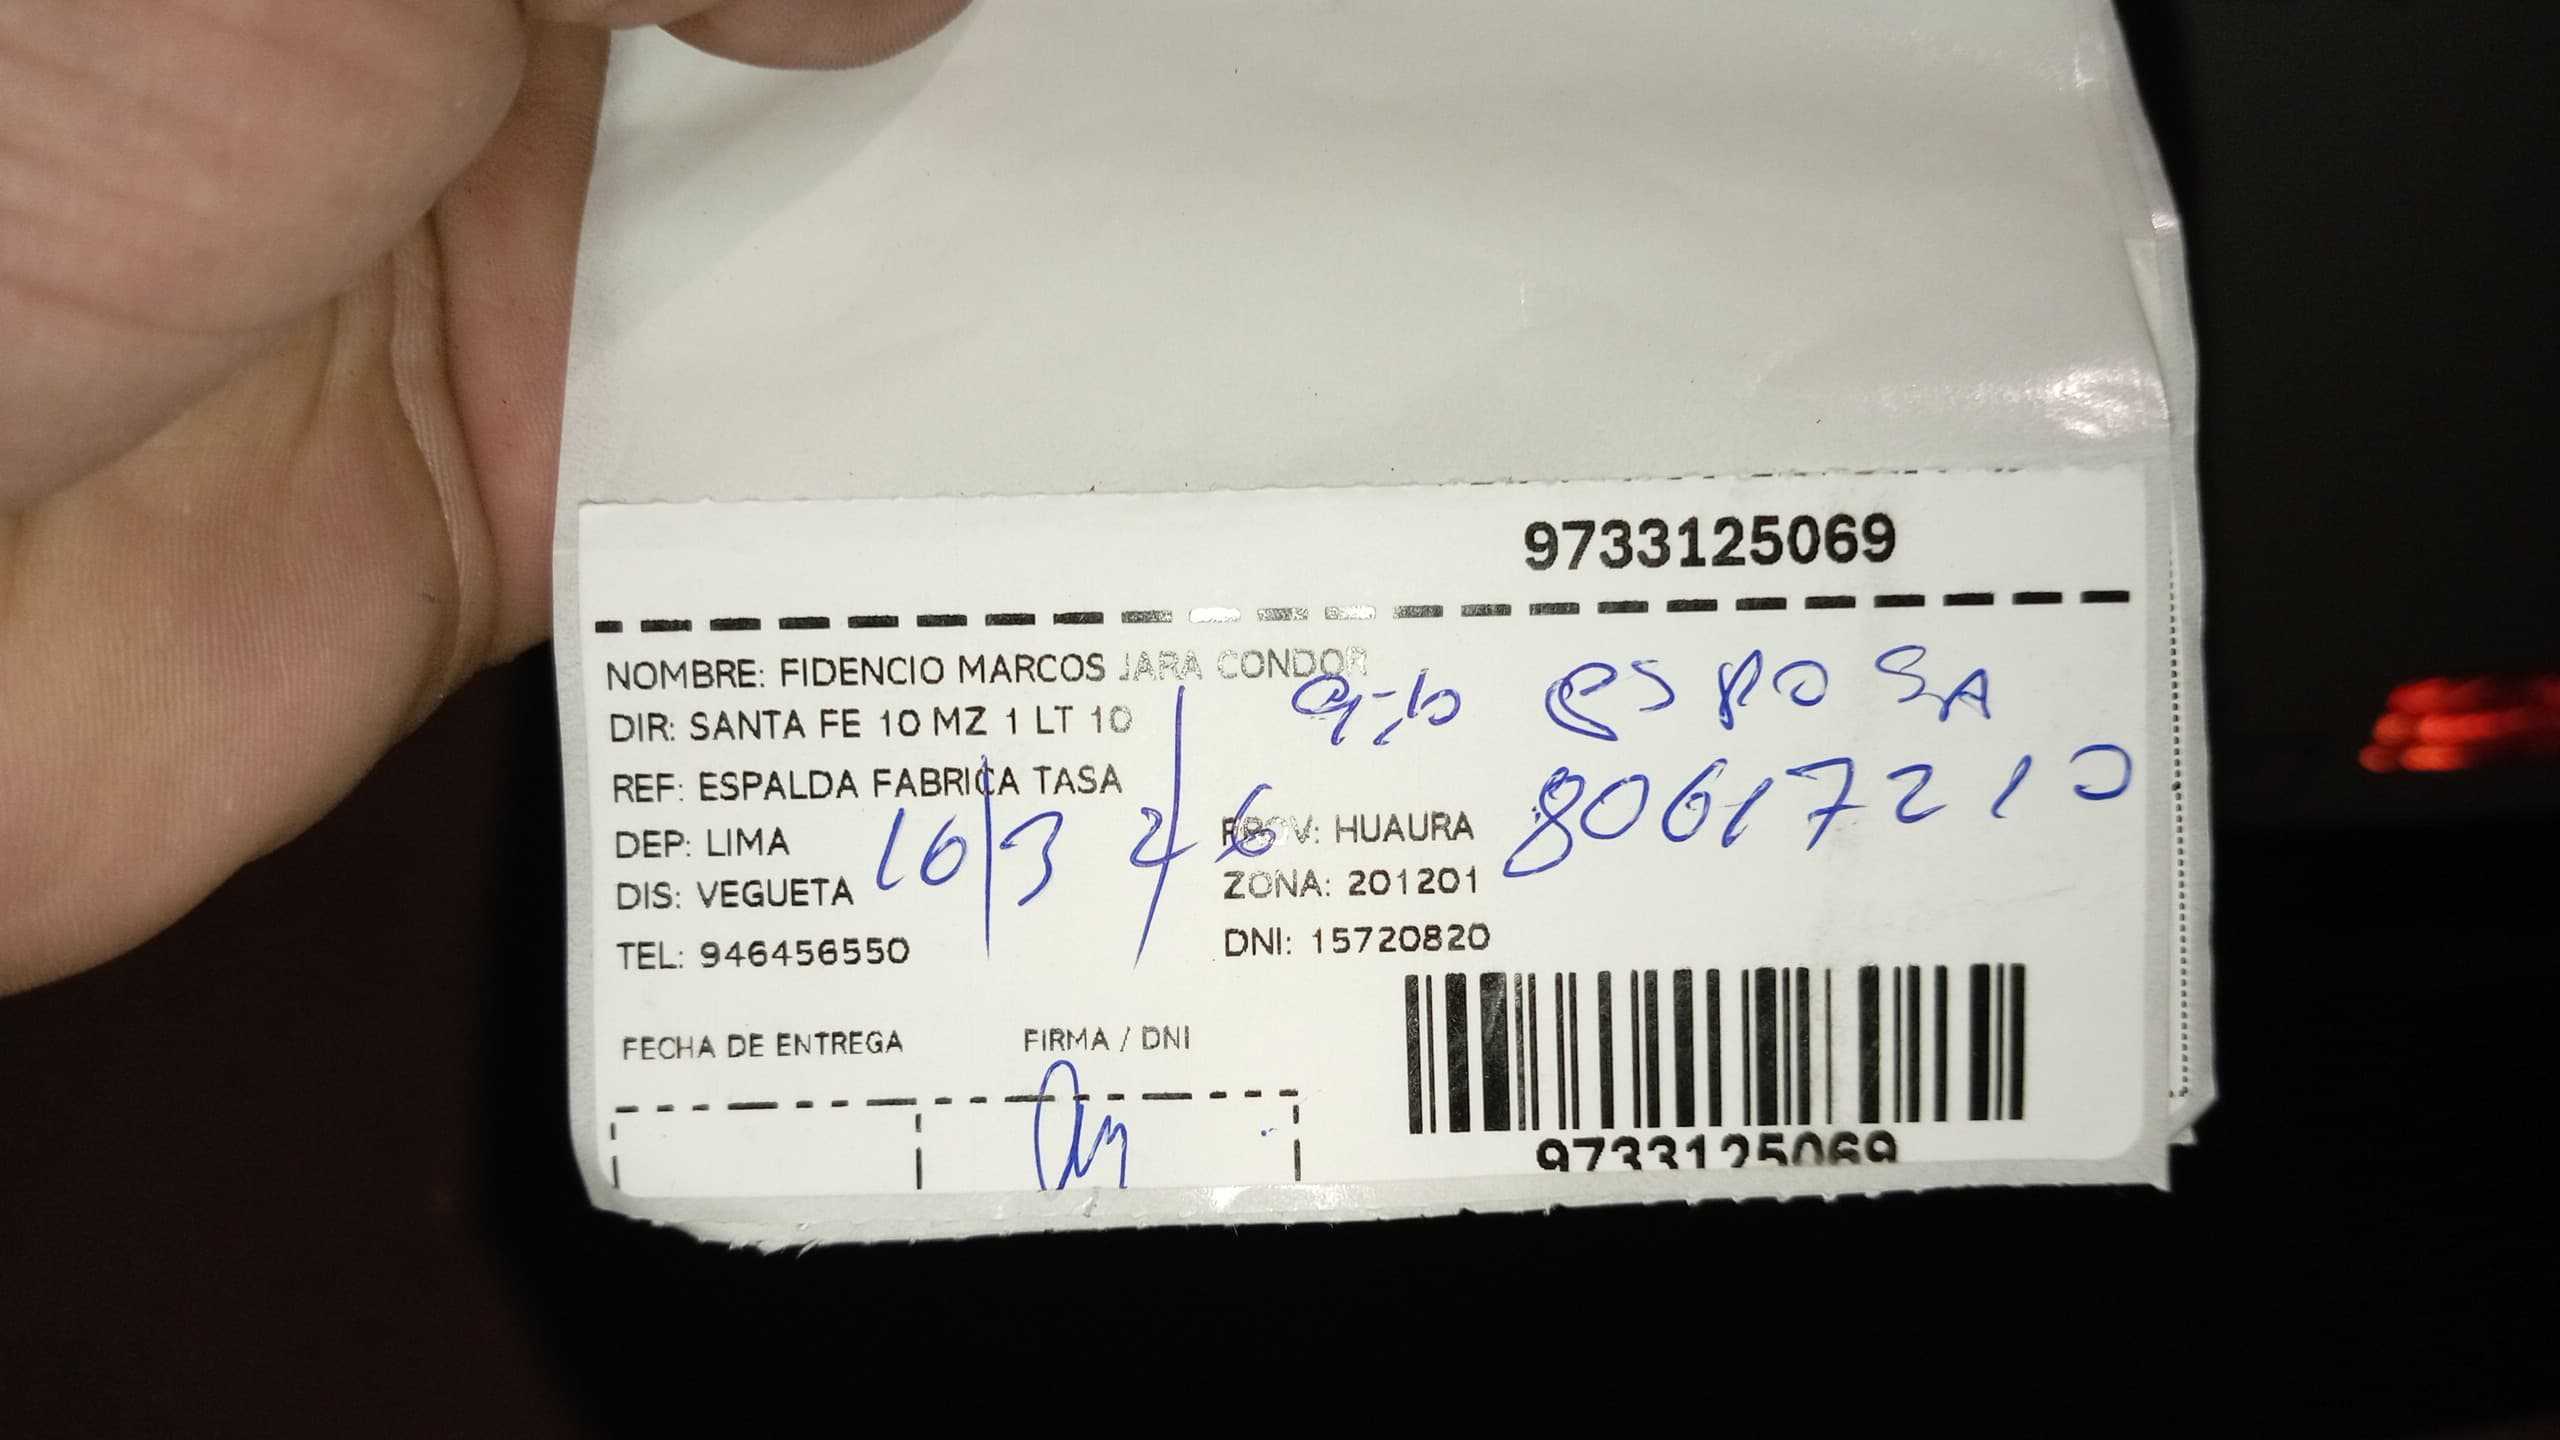 9733125069
NOMBRE: FIDENCIO MARCOS JARA CONDOR
DIR: SANTA FE 10 MZ 1 LT 10
ESPOSA
REF: ESPALDA FABRICA TASA
80617210
DEP: LIMA
10/3/26
PROV: HUAURA
DIS: VEGUETA
ZONA: 201201
TEL: 946456550
DNI: 15720820
FECHA DE ENTREGA
FIRMA / DNI
9733125069